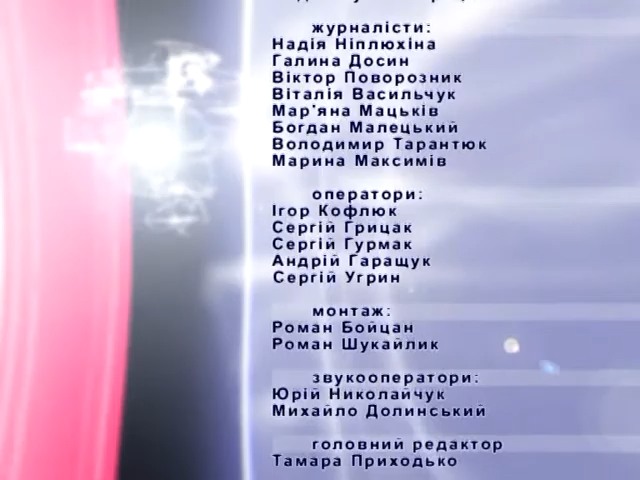 журналісти:
Надія Ніплюхіна
Галина Досин
Віктор Поворозник
Віталія Васильчук
Мар'яна Мацьків
Богдан Малецький
Володимир Тарантюк
Марина Максимів
оператори:
Ігор Кофлюк
Сергій Грицак
Сергій Гурмак
Андрій Гаращук
Сергій Угрин
монтаж:
Роман Бойцан
Роман Шукайлик
звукооператори:
Юрій Николайчук
Михайло Долинський
головний редактор
Тамара Приходько